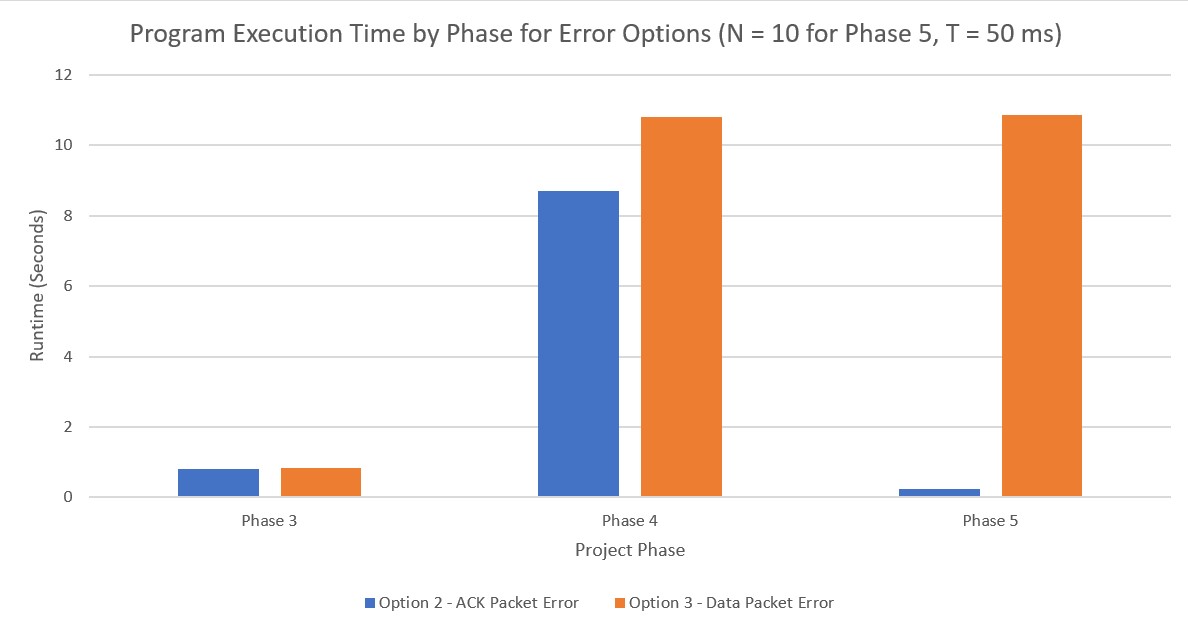 Program Execution Time by Phase for Error Options (N = 10 for Phase 5, T = 50 ms)
12
10
8
6
4
2
0
Runtime (Seconds)
Phase 3
Phase 4
Phase 5
Project Phase
Option 2 - ACK Packet Error
Option 3 - Data Packet Error